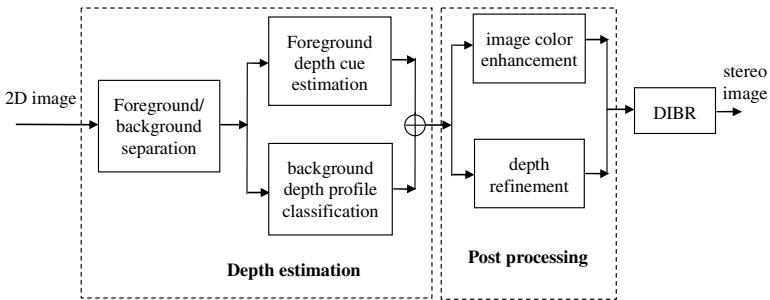 2D image
Foreground/
background
separation
Foreground
depth cue
estimation
background
depth profile
classification
Depth estimation
image color
enhancement
depth
refinement
Post processing
DIBR
stereo
image